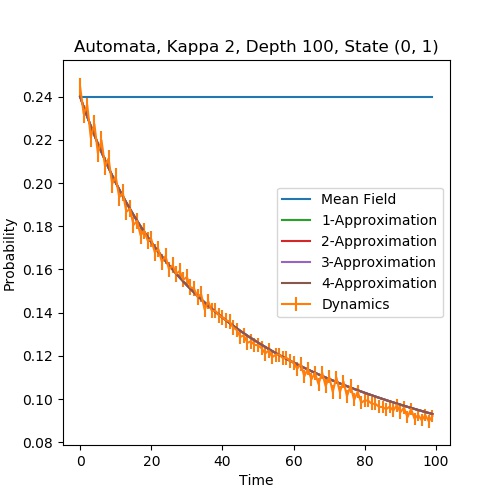 Automata, Kappa 2, Depth 100, State (0, 1)
0.24
0.22
0.20
0.18
0.16
0.14
0.12
0.10
0.08
Probability
Mean Field
1-Approximation
2-Approximation
3-Approximation
4-Approximation
Dynamics
0 20 40 60 80 100
Time